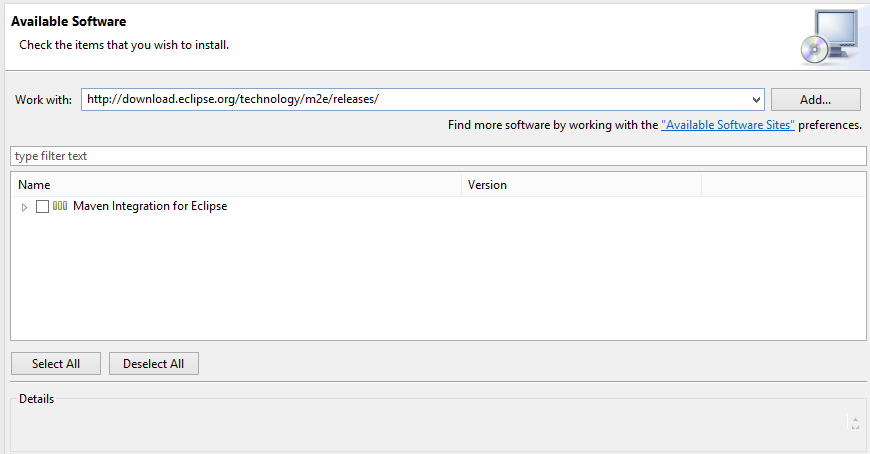 Available Software
Check the items that you wish to install.
Work with: http://download.eclipse.org/technology/m2e/releases/ Add...
Find more software by working with the "Available Software Sites" preferences.
type filter text
Name Version
Maven Integration for Eclipse
Select All Deselect All
Details